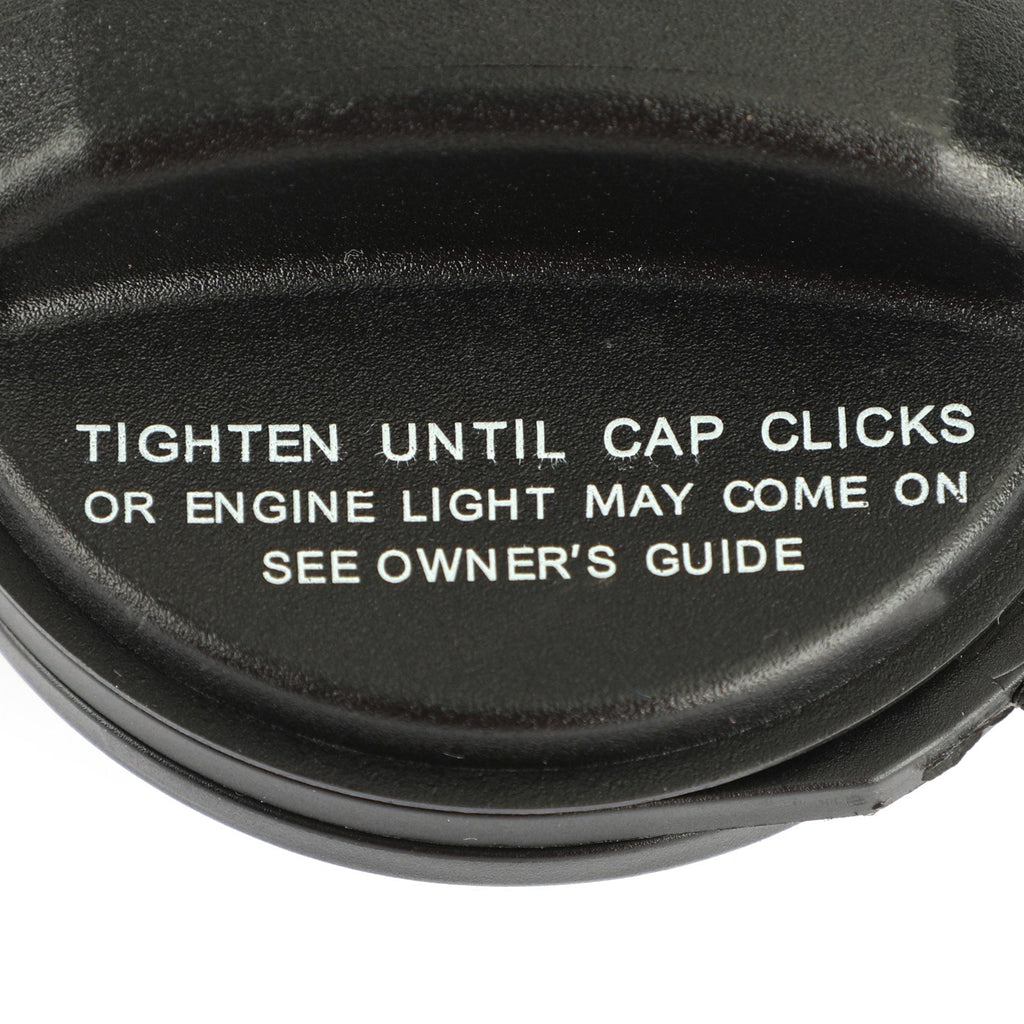 TIGHTEN UNTIL CAP CLICKS
OR ENGINE LIGHT MAY COME ON
SEE OWNER'S GUIDE